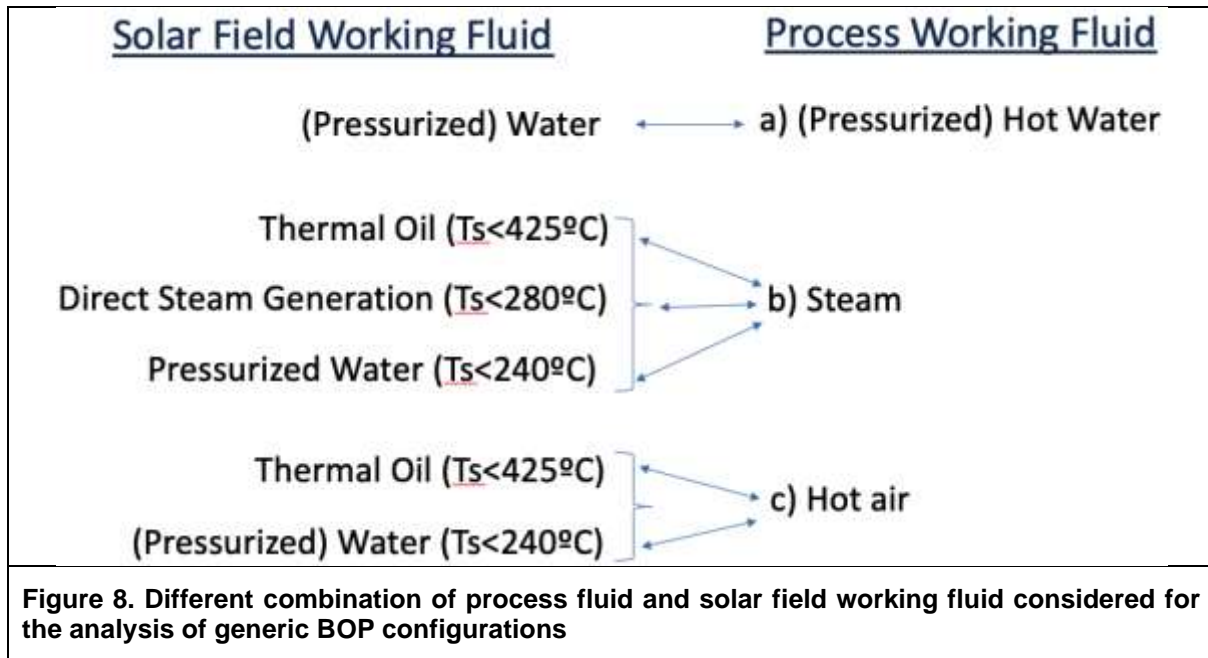 Solar Field Working Fluid Process Working Fluid
(Pressurized) Water a) (Pressurized) Hot Water
Thermal Oil (Ts<425ºC)
Direct Steam Generation (Ts<280ºC) b) Steam
Pressurized Water (Ts<240ºC)
Thermal Oil (Ts<425ºC)
c) Hot air
(Pressurized) Water (Ts<240ºC)
Figure 8. Different combination of process fluid and solar field working fluid considered for
the analysis of generic BOP configurations